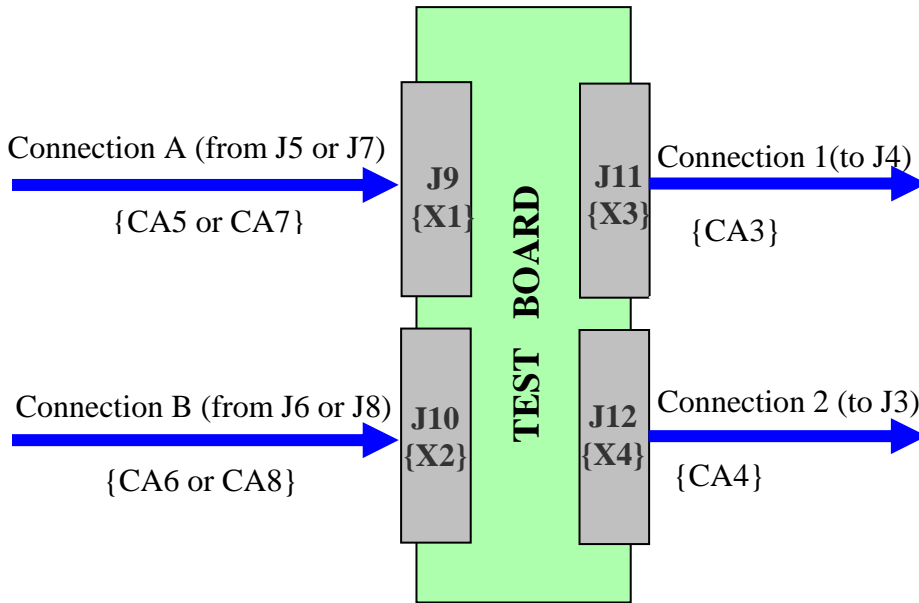 Connection A (from J5 or J7)
{CA5 or CA7}
J9
{X1}
J11
{X3}
Connection 1(to J4)
{CA3}
TEST BOARD
Connection B (from J6 or J8)
{CA6 or CA8}
J10
{X2}
J12
{X4}
Connection 2 (to J3)
{CA4}